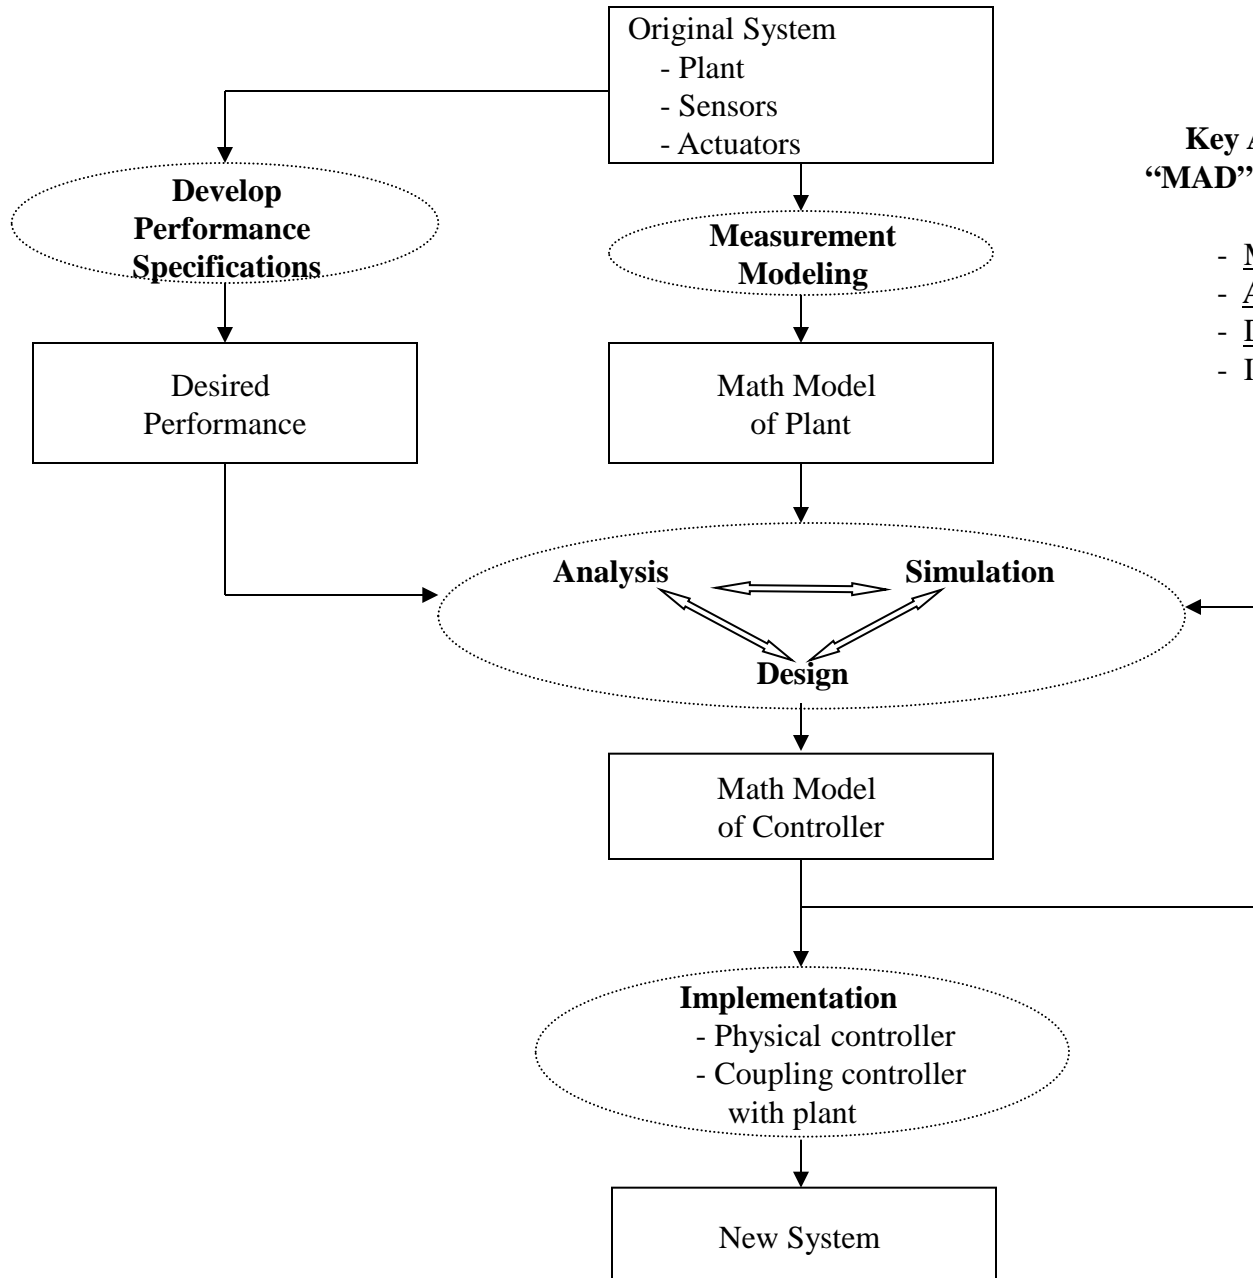 Original System
- Plant
- Sensors
- Actuators
Key
“MAD”
Develop
Performance
Specifications
Measurement
Modeling
-
-
-
-
Desired
Performance
Math Model
of Plant
Analysis
Simulation
Design
Math Model
of Controller
Implementation
- Physical controller
- Coupling controller
with plant
New System